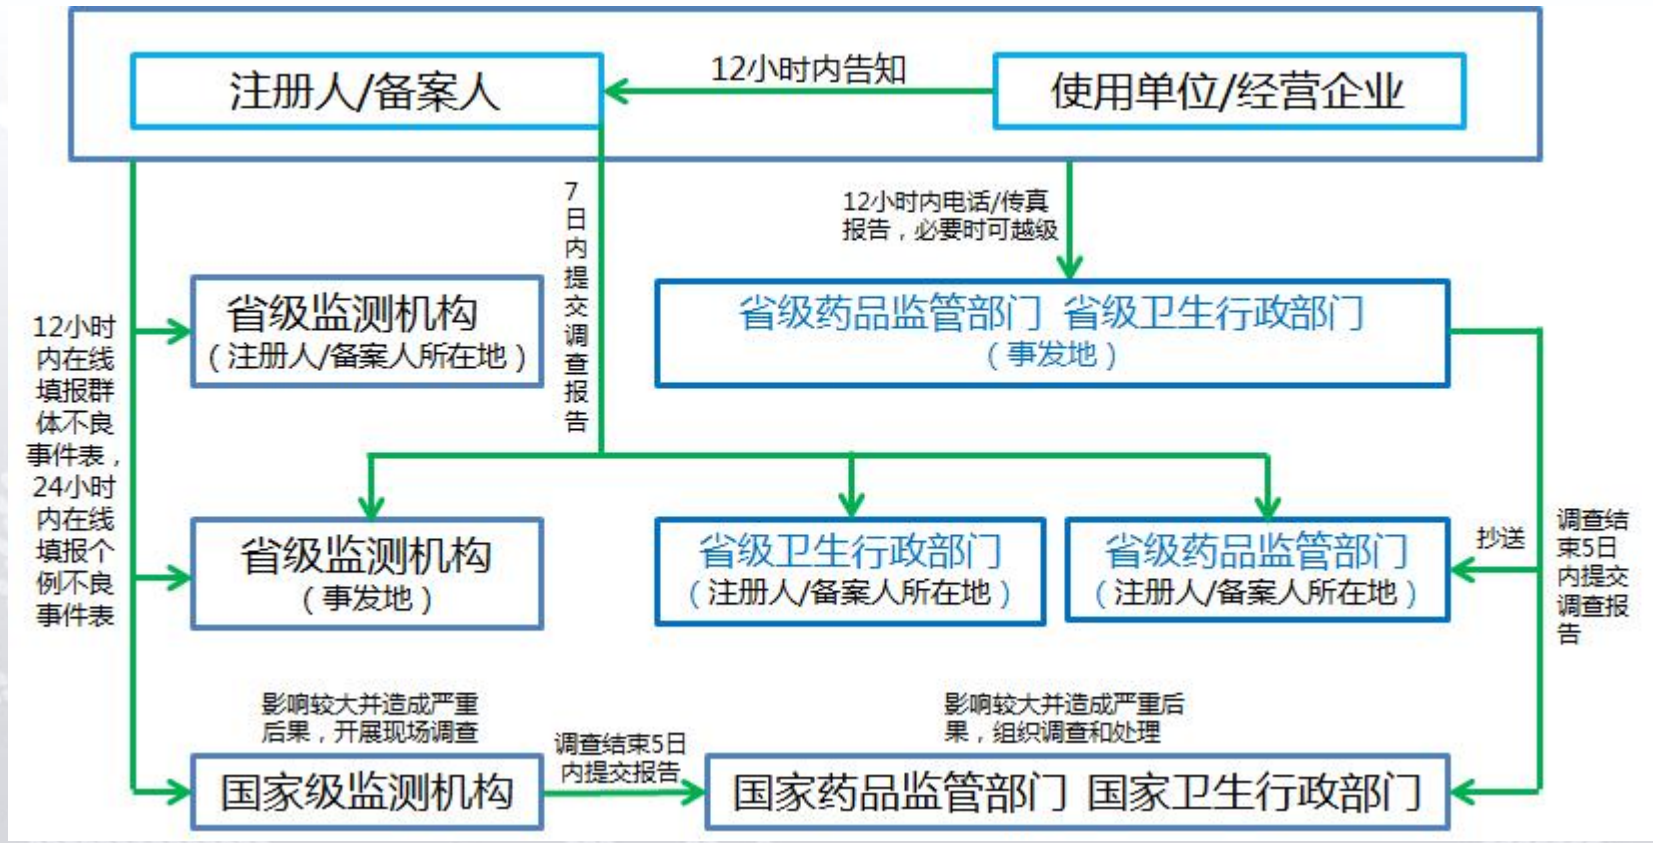 注册人/备案人
12小时内告知
使用单位/经营企业
7
日
内
提
交
调
查
报
告
12小时内电话/传真
报告，必要时可越级
12小时
内在线
填报群
体不良
事件表，
24小时
内在线
填报个
例不良
事件表
省级监测机构
（注册人/备案人所在地）
省级药品监管部门 省级卫生行政部门
（事发地）
省级监测机构
（事发地）
省级卫生行政部门
（注册人/备案人所在地）
省级药品监管部门
（注册人/备案人所在地）
抄送
调查结
束5日
内提交
调查报
告
影响较大并造成严重
后果，开展现场调查
国家级监测机构
调查结束5日
内提交报告
影响较大并造成严重后
果，组织调查和处理
国家药品监管部门 国家卫生行政部门